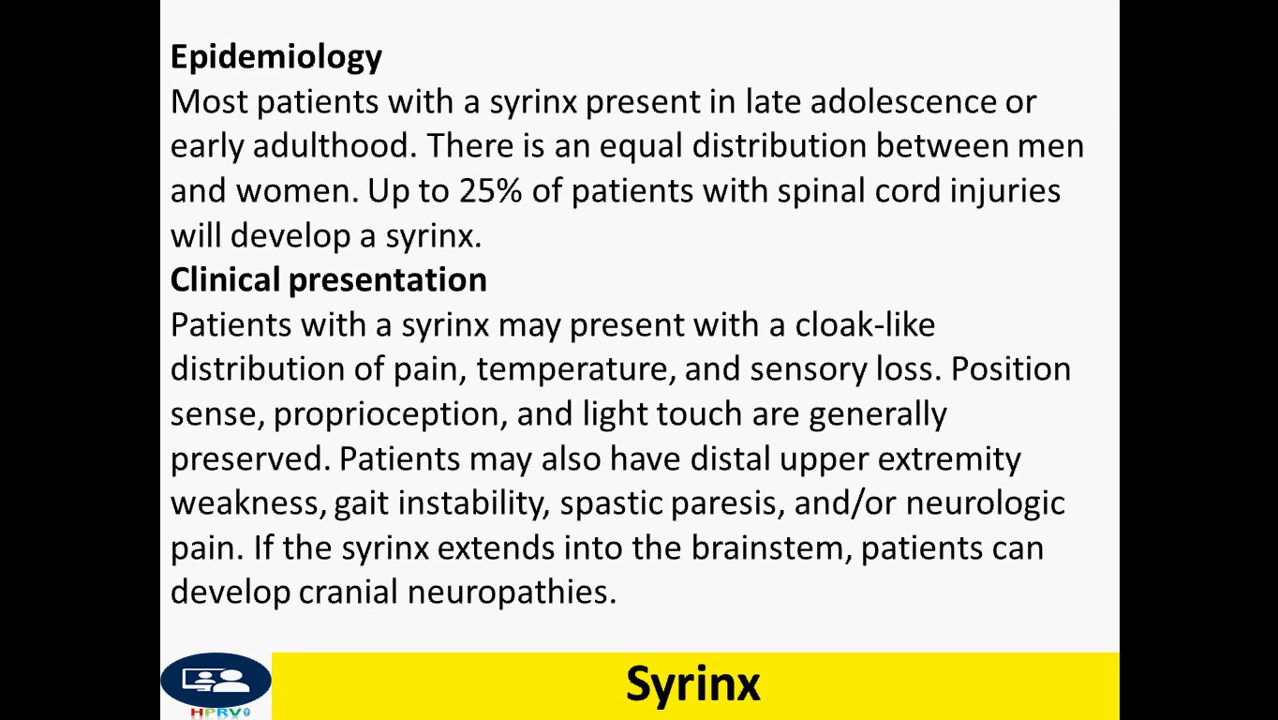 Epidemiology
Most patients with a syrinx present in late adolescence or
early adulthood. There is an equal distribution between men
and women. Up to 25% of patients with spinal cord injuries
will develop a syrinx.
Clinical presentation
Patients with a syrinx may present with a cloak-like
distribution of pain, temperature, and sensory loss. Position
sense, proprioception, and light touch are generally
preserved. Patients may also have distal upper extremity
weakness, gait instability, spastic paresis, and/or neurologic
pain. If the syrinx extends into the brainstem, patients can
develop cranial neuropathies.
Syrinx
HPRV